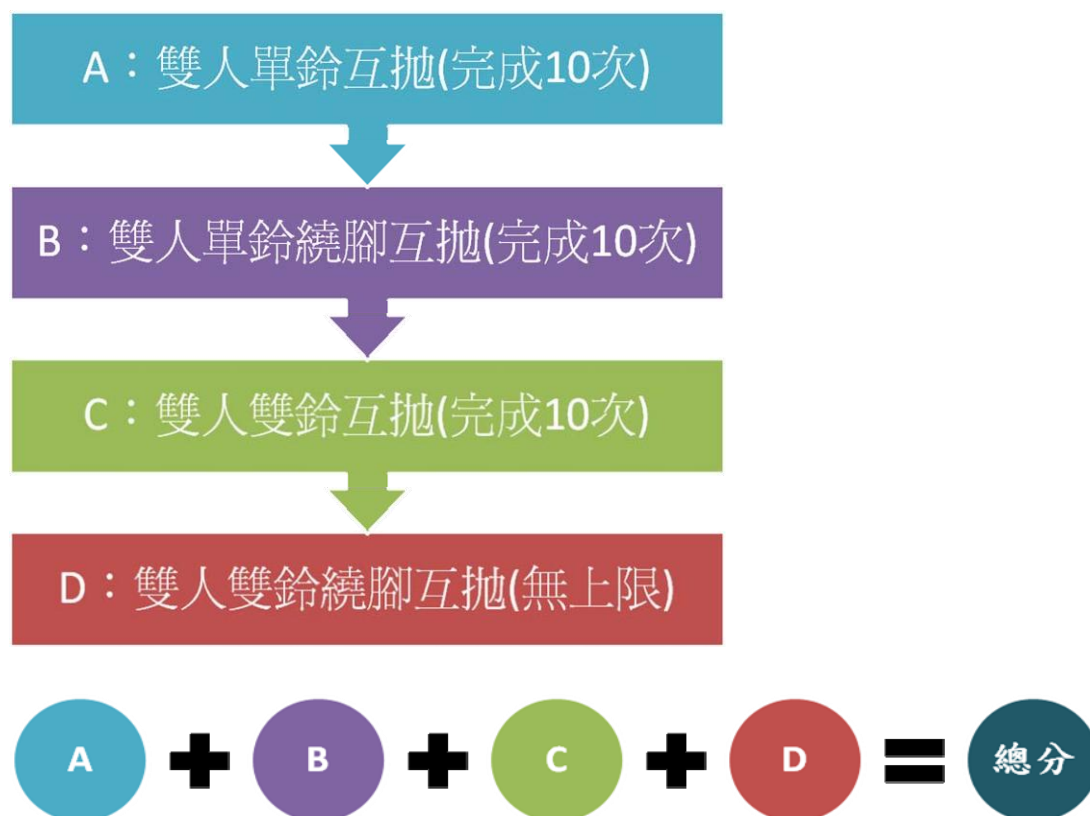 A：雙人單鈴互拋(完成10次)
B：雙人單鈴繞腳互拋(完成10次)
C：雙人雙鈴互拋(完成10次)
D：雙人雙鈴繞腳互拋(無上限)
A + B + C + D = 總分